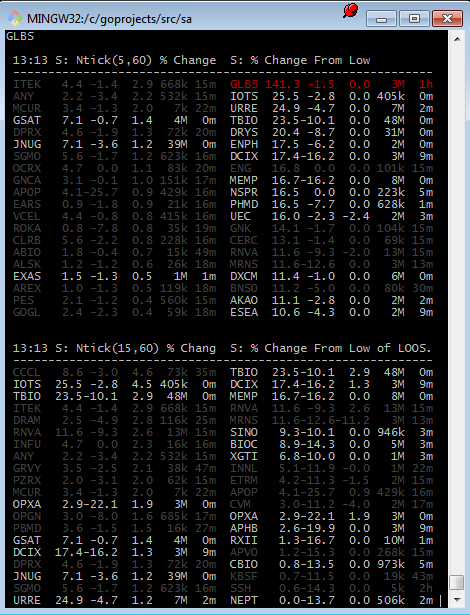 MINGW32:/c/goprojects/src/sa
GLBS
13:13 S: Ntick(5,60) % Change S: % Change From Low
ITEK 4.4 -1.4 2.9 668k 15m GLBS 141.3 -1.5 0.0 3M 1h
ANY 2.2 -3.4 2.2 532k 15m IOTS 25.5 -2.8 0.0 405k 0m
MCUR 3.4 -1.3 2.0 7k 22m URRE 24.9 -4.7 0.0 7M 2m
GSAT 7.1 -0.7 1.4 4M 0m TBIO 23.5-10.1 0.0 48M 0m
DPRX 4.6 -1.9 1.3 72k 20m DRYS 20.4 -8.7 0.0 31M 0m
JNUG 7.1 -3.6 1.2 39M 0m ENPH 17.5 -6.2 0.0 2M 0m
SGMO 5.6 -1.7 1.2 623k 16m DCIX 17.4-16.2 0.0 3M 9m
OCRX 4.7 0.0 1.1 83k 20m ENG 16.8 0.0 0.0 101k 15m
GNCA 3.1 -0.1 1.0 151k 17m MEMP 16.7-16.2 0.0 8M 0m
APOP 4.1-25.7 0.9 429k 16m NSPR 16.5 0.0 0.0 223k 5m
EARS 1.9 -1.8 0.9 21k 16m PHMD 16.5 -7.7 0.0 628k 1m
VCEL 4.4 -0.8 0.8 415k 16m UEC 16.0 -2.3 -2.4 2M 3m
ROKA 0.8 -7.8 0.8 35k 19m GNK 14.1 -1.7 0.0 104k 15m
CLRB 5.6 -2.2 0.8 228k 16m CERC 13.1 -1.4 0.0 69k 15m
ABIO 1.8 -0.4 0.7 15k 49m RNVA 11.6 -9.3 -2.0 13M 15m
ALSK 1.2 -1.2 0.6 26k 18m MRNS 11.6-12.6 0.0 3M 13m
EXAS 1.5 -1.3 0.5 1M 1m DXCM 11.4 -1.0 0.0 6M 0m
AREX 1.0 -1.3 0.5 119k 18m BNSO 11.2 -5.0 0.0 80k 30m
PES 2.1 -1.2 0.4 560k 15m AKAO 11.1 -2.8 0.0 2M 2m
GOGL 2.4 -2.3 0.4 59k 18m ESEA 10.6 -4.3 0.0 2M 9m
13:13 S: Ntick(15,60) % Chang S: % Change From Low of LOOS.
CCCL 8.6 -3.0 4.6 73k 35m TBIO 23.5-10.1 2.9 48M 0m
IOTS 25.5 -2.8 4.5 405k 0m DCIX 17.4-16.2 1.3 3M 9m
TBIO 23.5-10.1 2.9 48M 0m MEMP 16.7-16.2 0.0 8M 0m
ITEK 4.4 -1.4 2.9 668k 15m RNVA 11.6 -9.3 2.6 13M 15m
DRAM 2.5 -4.9 2.8 116k 25m MRNS 11.6-12.6-11.2 3M 13m
RNVA 11.6 -9.3 2.6 13M 15m SINO 9.3-10.1 0.0 946k 3m
INFU 4.7 0.0 2.3 16k 16m BIOC 8.9-14.3 0.0 5M 3m
ANY 2.2 -3.4 2.2 532k 15m XGTI 6.8-10.0 0.0 1M 3m
GRVY 3.5 -2.5 2.1 38k 47m INNL 5.1-11.9 -0.0 1M 22m
PZRX 2.0 -3.1 2.0 62k 15m ETRM 4.2-11.3 -1.5 2M 15m
MCUR 3.4 -1.3 2.0 7k 22m APOP 4.1-25.7 0.9 429k 16m
OPXA 2.9-22.1 1.9 3M 0m CVM 3.0-11.2 -4.0 2M 17m
OPGN 3.0 -8.0 1.6 685k 17m OPXA 2.9-22.1 1.9 3M 0m
PBMD 3.6 -1.5 1.5 16k 27m APHB 2.6-19.9 0.0 3M 9m
GSAT 7.1 -0.7 1.4 4M 0m RXII 1.3-16.7 0.0 10M 1m
DCIX 17.4-16.2 1.3 3M 9m APVO 1.2-15.3 0.0 268k 15m
DPRX 4.6 -1.9 1.3 72k 20m CBIO 0.8-13.5 0.0 973k 5m
JNUG 7.1 -3.6 1.2 39M 0m KBSF 0.7-11.5 0.0 19k 43m
SGMO 5.6 -1.7 1.2 623k 16m SSH 0.6-14.3 0.0 5k 2h
URRE 24.9 -4.7 1.2 7M 2m NEPT 0.0-13.7 0.0 506k 2m